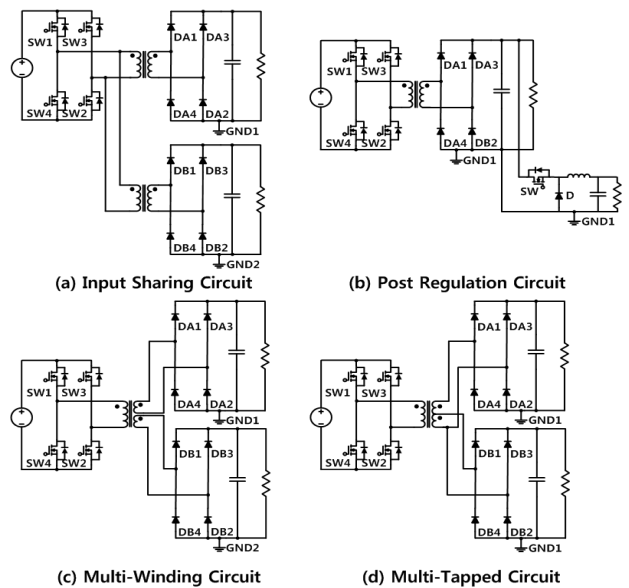 SW1 SW3
SW4 SW2
DA1 DA3
DA4 DA2
GND1
DB1 DB3
DB4 DB2
GND2
(a) Input Sharing Circuit
SW1 SW3
SW4 SW2
DA1 DA3
DA4 DB2
GND1
SW D
GND1
(b) Post Regulation Circuit
SW1 SW3
SW4 SW2
DA1 DA3
DA4 DA2
GND1
DB1 DB3
DB4 DB2
GND2
(c) Multi-Winding Circuit
SW1 SW3
SW4 SW2
DA1 DA3
DA4 DA2
GND1
DB1 DB3
DB4 DB2
GND1
(d) Multi-Tapped Circuit